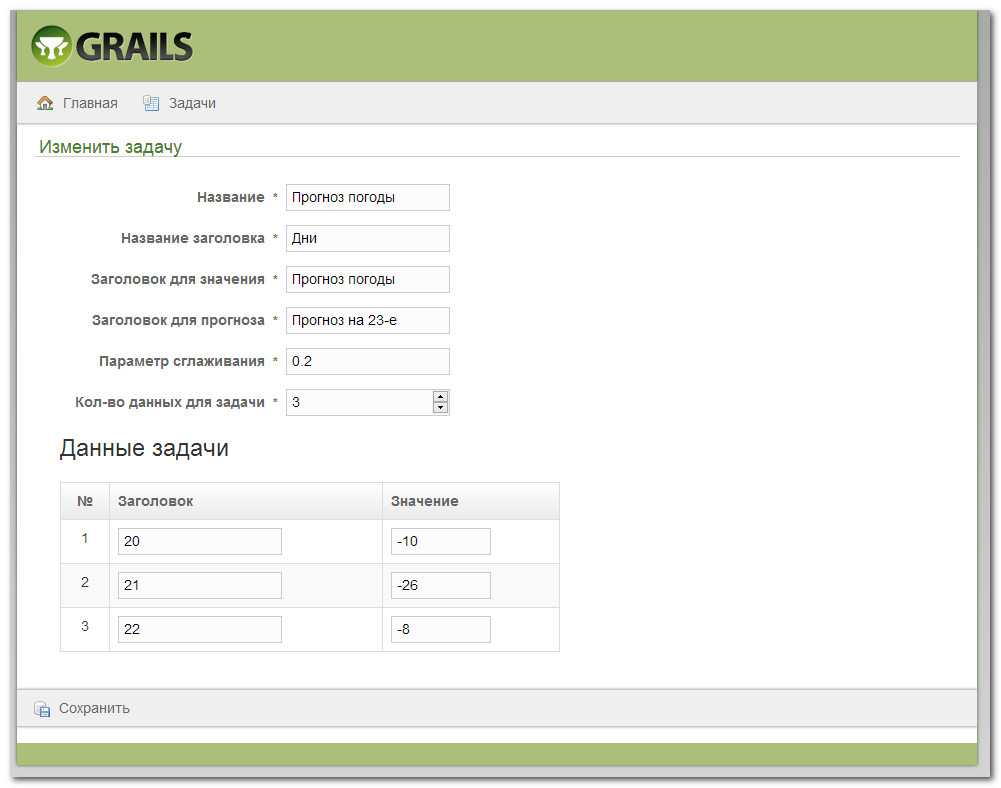 GRAILS
Главная Задачи
Изменить задачу
Название * Прогноз погоды
Название заголовка * Дни
Заголовок для значения * Прогноз погоды
Заголовок для прогноза * Прогноз на 23-е
Параметр сглаживания * 0.2
Кол-во данных для задачи * 3
Данные задачи
№ Заголовок Значение
1 20 -10
2 21 -26
3 22 -8
Сохранить